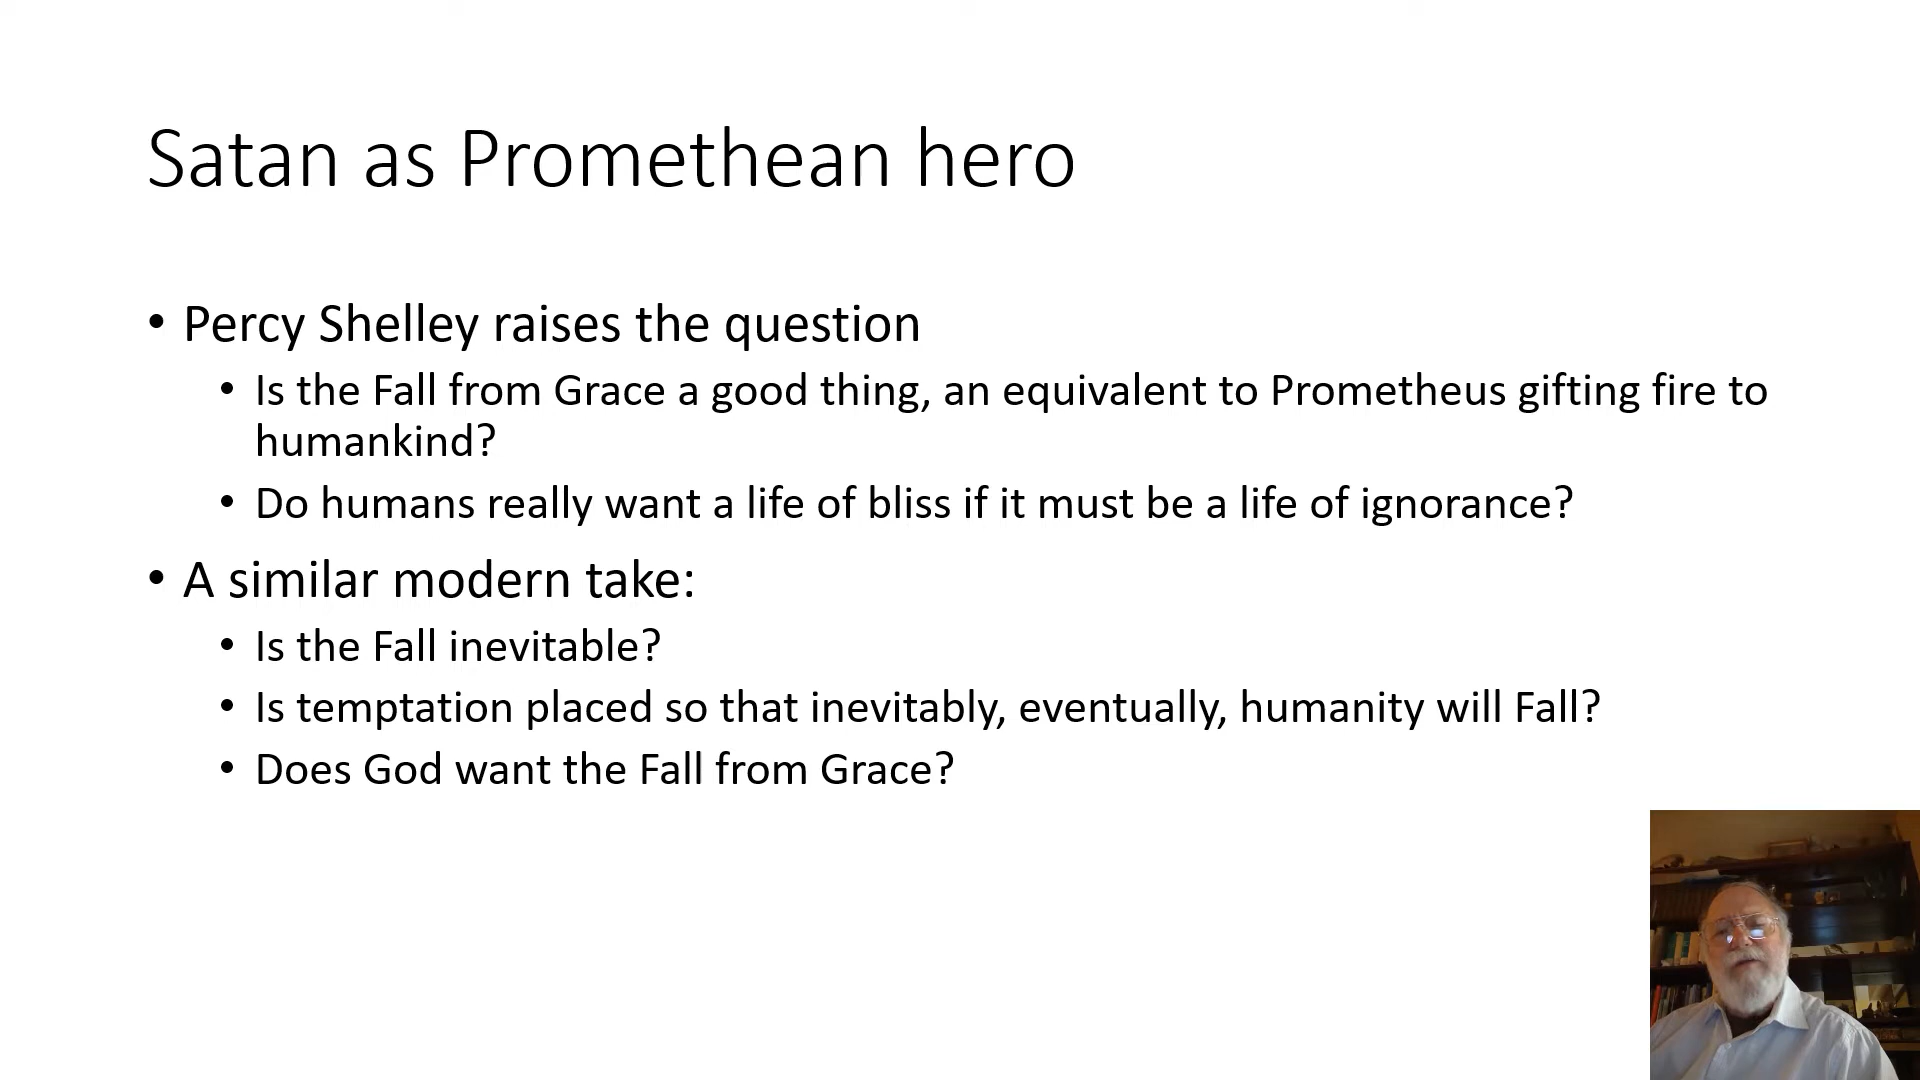 Satan as Promethean hero
• Percy Shelley raises the question
• Is the Fall from Grace a good thing, an equivalent to Prometheus gifting fire to
humankind?
• Do humans really want a life of bliss if it must be a life of ignorance?
• A similar modern take:
• Is the Fall inevitable?
• Is temptation placed so that inevitably, eventually, humanity will Fall?
• Does God want the Fall from Grace?